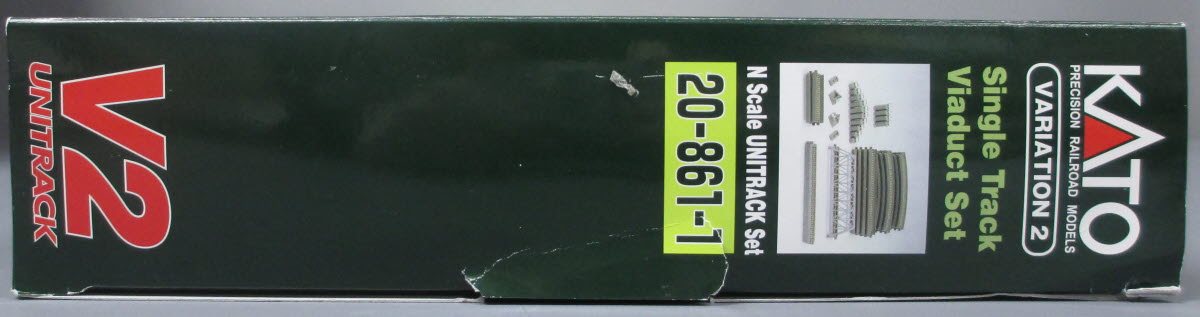 KATO
PRECISION RAILROAD MODELS
VARIATION 2
Single Track
Viaduct Set
N Scale UNITRACK Set
20-861-1
V2
UNITRACK